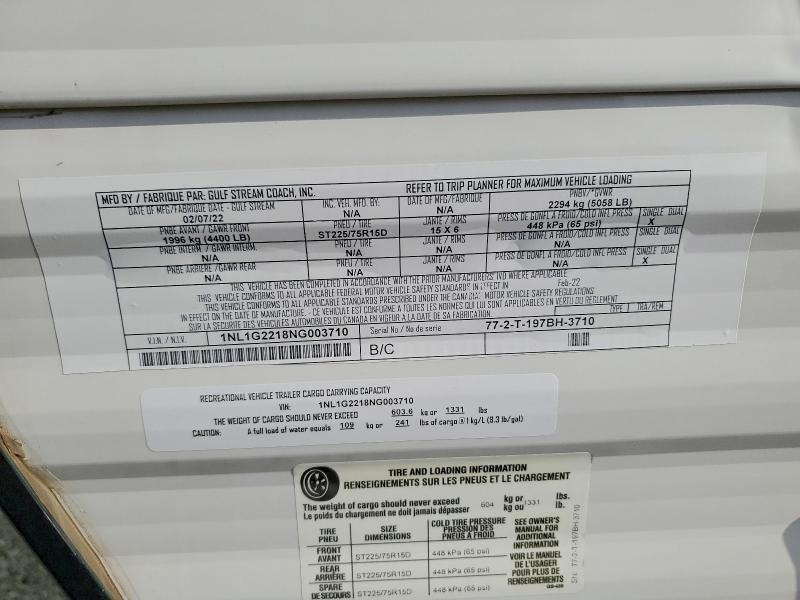 MFD BY / FABRIQUE PAR: GULF STREAM COACH, INC. REFER TO TRIP PLANNER FOR MAXIMUM VEHICLE LOADING
DATE OF MFG/FABRIQUE DATE - GULF STREAM INC. VEH. MFD. BY: DATE OF MFG/FABRIQUE PNBV/*GVWR
02/07/22 N/A N/A 2294 kg (5058 LB)
PNBE AVANT / GAWR FRONT PNEU / TIRE JANTE / RIMS PRESS DE GONFL A FROID/COLD INFL PRESS SINGLE DUAL
1996 kg (4400 LB) ST225/75R15D 15 X 6 448 kPa (65 psi) X
PNBE INTERM / GAWR INTERM. PNEU / TIRE JANTE / RIMS PRESS DE GONFL A FROID/COLD INFL PRESS SINGLE DUAL
N/A N/A N/A N/A
PNBE ARRIERE / GAWR REAR PNEU / TIRE JANTE / RIMS PRESS DE GONFL A FROID/COLD INFL PRESS SINGLE DUAL
N/A N/A N/A N/A X
THIS VEHICLE HAS BEEN COMPLETED IN ACCORDANCE WITH THE PRIOR MANUFACTURERS' IVD WHERE APPLICABLE
THIS VEHICLE CONFORMS TO ALL APPLICABLE FEDERAL MOTOR VEHICLE SAFETY STANDARDS IN EFFECT IN Feb-22
THIS VEHICLE CONFORMS TO ALL APPLICABLE STANDARDS PRESCRIBED UNDER THE MOTOR VEHICLE SAFETY REGULATIONS
IN EFFECT ON THE DATE OF MANUFACTURE. - CE VEHICULE EST CONFORME A TOUTES LES NORMES QUI LUI SONT APPLICABLES EN VERTU DU REGLEMENT
SUR LA SECURITE DES VEHICULES AUTOMOBILES DU CANADA EN VIGEUR A LA DATE DE SA FABRICATION TYPE TRA/REM.
V.I.N. / N.I.V. 1NL1G2218NG003710 Serial No / No de serie 77-2-T-197BH-3710
B/C
RECREATIONAL VEHICLE TRAILER CARGO CARRYING CAPACITY
VIN: 1NL1G2218NG003710
THE WEIGHT OF CARGO SHOULD NEVER EXCEED 603.6 kg or 1331 lbs
CAUTION: A full load of water equals 109 kg or 241 lbs of cargo @ 1 kg/L (8.3 lb/gal)
TIRE AND LOADING INFORMATION
RENSEIGNEMENTS SUR LES PNEUS ET LE CHARGEMENT
The weight of cargo should never exceed 604 kg or 1331 lbs.
Le poids du chargement ne doit jamais dépasser kg ou lb.
TIRE PNEU SIZE DIMENSIONS COLD TIRE PRESSURE PRESSION DES PNEUS A FROID SEE OWNER'S MANUAL FOR ADDITIONAL INFORMATION
FRONT AVANT ST225/75R15D 448 kPa (65 psi) VOIR LE MANUEL DE L'USAGER POUR PLUS DE RENSEIGNEMENTS
REAR ARRIÈRE ST225/75R15D 448 kPa (65 psi)
SPARE DE SECOURS ST225/75R15D 448 kPa (65 psi)
77-2-T-197BH-3710